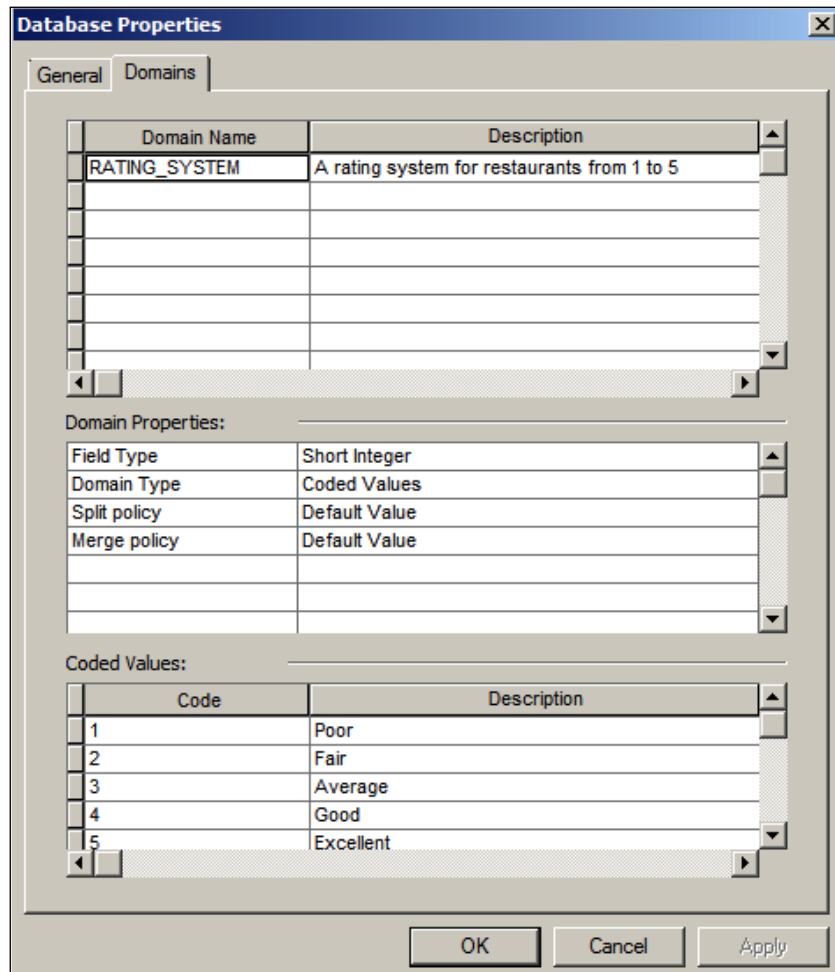 Database Properties
General Domains
Domain Name Description
RATING_SYSTEM A rating system for restaurants from 1 to 5
Domain Properties:
Field Type Short Integer
Domain Type Coded Values
Split policy Default Value
Merge policy Default Value
Coded Values:
Code Description
1 Poor
2 Fair
3 Average
4 Good
5 Excellent
OK Cancel Apply